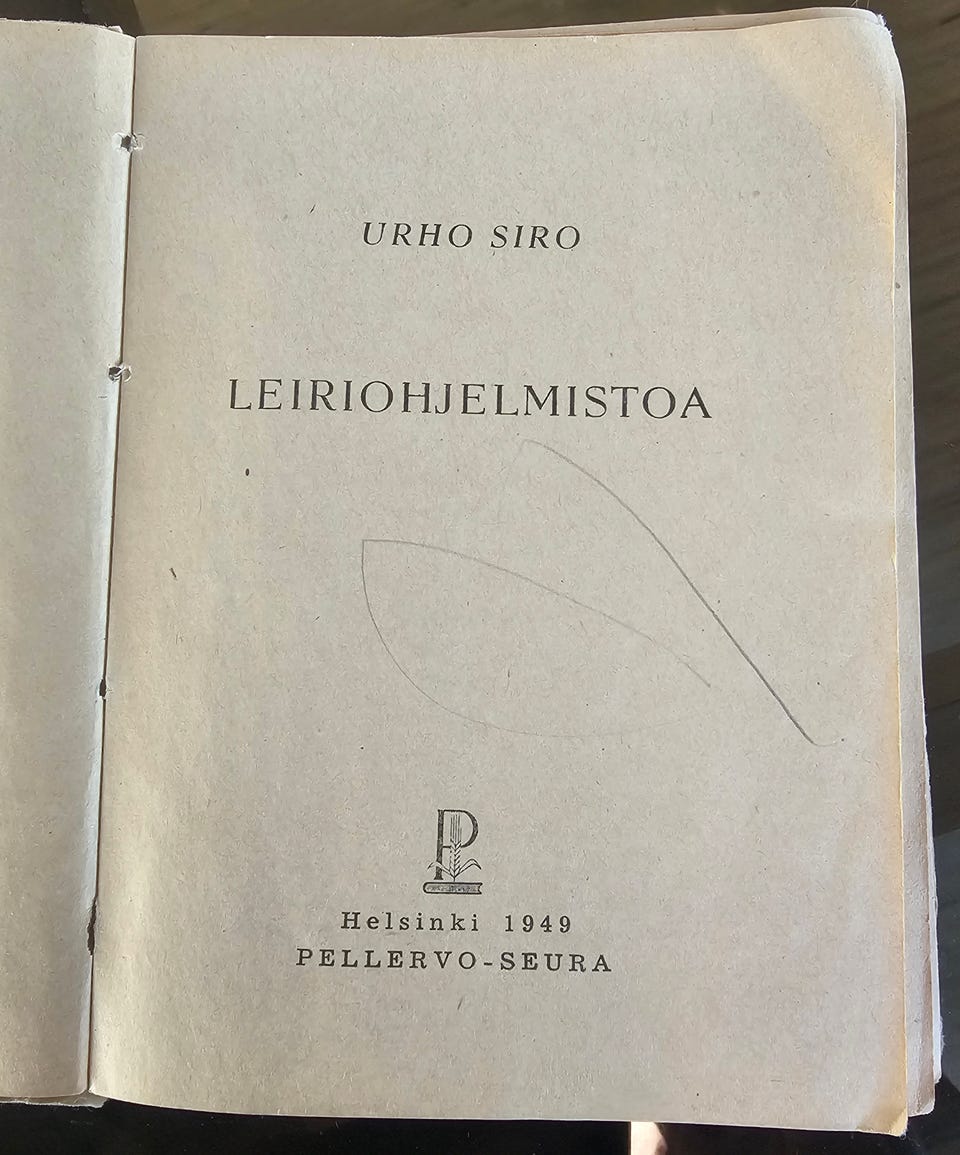 URHO SIRO
LEIRIOHJELMISTOA
P
Helsinki 1949
PELLERVO-SEURA